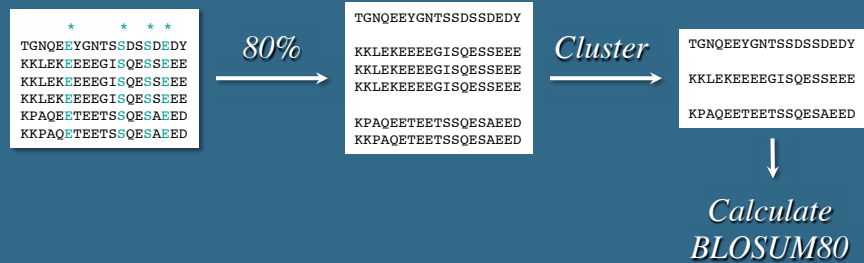 * * * *
TGNQEEYGNTSSDSSDEDY
KKLEKEEEEGISQESSEEE
KKLEKEEEEGISQESSEEE
KKLEKEEEEGISQESSEEE
KPAQEETEETSSQESAEED
KKPAQETEETSSQESAEED
80%
TGNQEEYGNTSSDSSDEDY
KKLEKEEEEGISQESSEEE
KKLEKEEEEGISQESSEEE
KKLEKEEEEGISQESSEEE
KPAQEETEETSSQESAEED
KKPAQETEETSSQESAEED
Cluster
TGNQEEYGNTSSDSSDEDY
KKLEKEEEEGISQESSEEE
KPAQEETEETSSQESAEED
Calculate
BLOSUM80